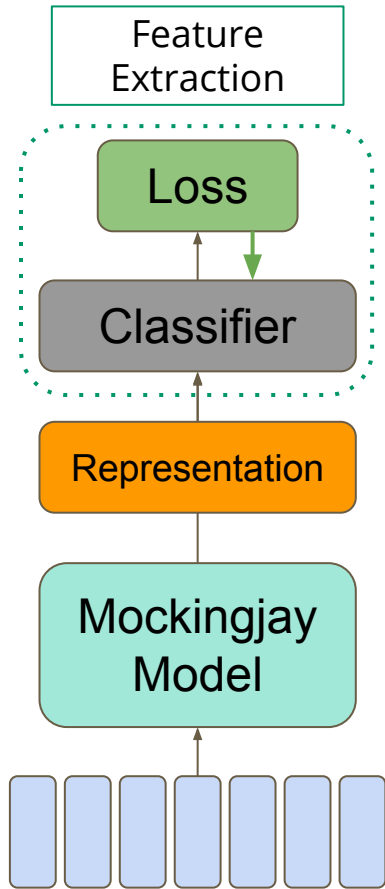 Feature
Extraction
Loss
Classifier
Representation
Mockingjay
Model